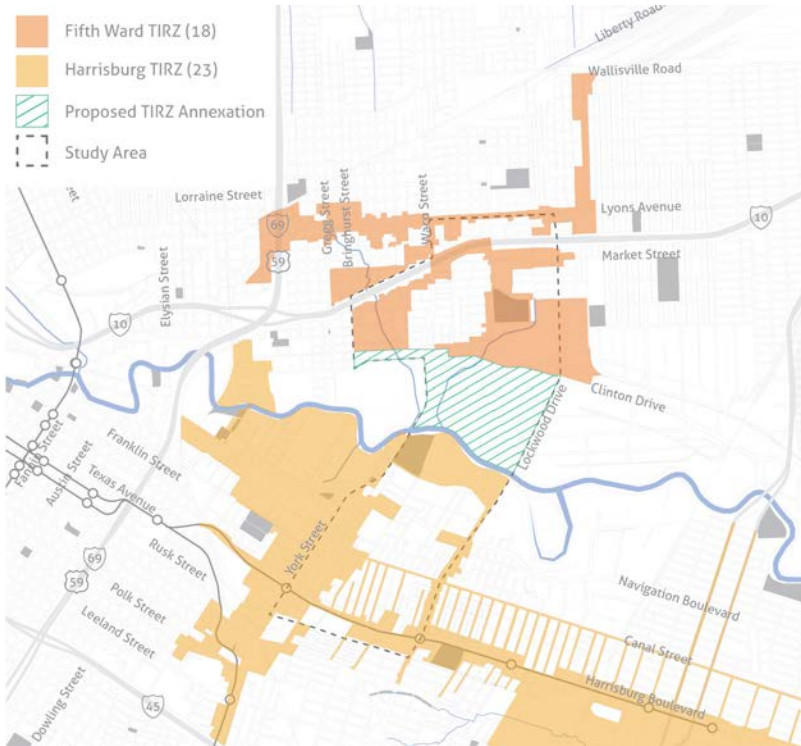 Fifth Ward TIRZ (18)
Harrisburg TIRZ (23)
Proposed TIRZ Annexation
Study Area
Liberty Road
Wallisville Road
Lorraine Street
Gregg Street
Bringhurst Street
Waco Street
Lyons Avenue
69
59
10
Market Street
Elysian Street
10
Clinton Drive
Lockwood Drive
Franklin Street
Fannin Street
Austin Street
Texas Avenue
Rusk Street
York Street
69
59
Polk Street
Leeland Street
Navigation Boulevard
Canal Street
Harrisburg Boulevard
45
Dowling Street